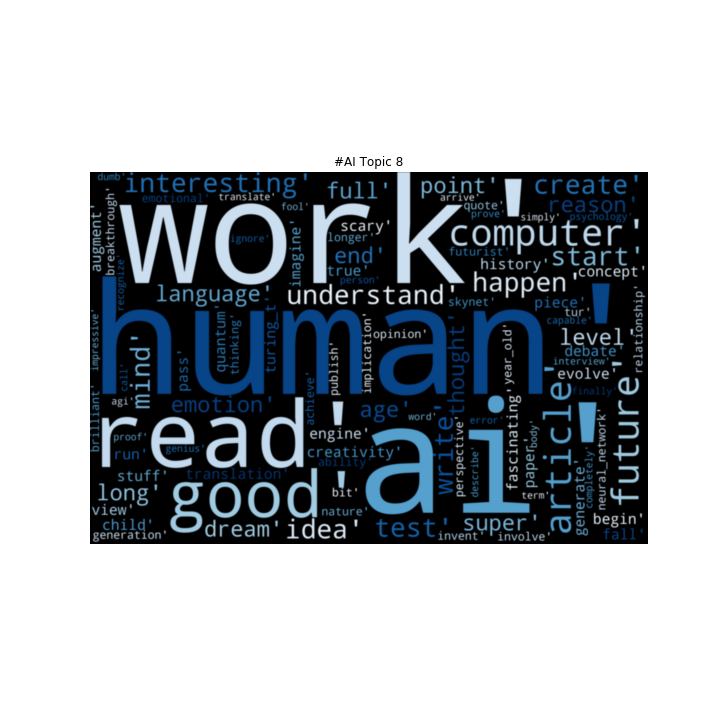 #AI Topic 8
dumb'
interesting'
emotional'
translate'
fool'
full'
point'
arrive'
quote'
prove'
simply'
create'
reason'
psychology'
augment'
breakthrough'
work'
ignore'
imagine'
scary'
longer'
end'
true'
person'
computer'
futurist'
history'
start'
concept'
happen'
recognize'
language'
understand'
skynet'
piece'
tur'
capable'
relationship'
impressive'
human'
quantum'
thinking'
turing_t'
implication'
opinion'
thought'
year_old'
level'
debate'
interview'
evolve'
finally'
mind'
pass'
call'
publish'
achieve'
agi'
emotion'
age'
word'
brilliant'
read'
proof'
run'
genius'
engine'
creativity'
ability'
ai'
write'
perspective'
error'
describe'
fascinating'
body'
paper'
article'
generate'
completely'
neural_network'
future'
stuff'
translation'
long'
good'
bit'
nature'
term'
view'
child'
generation'
dream'
idea'
test'
super'
invent'
involve'
begin'
fall'